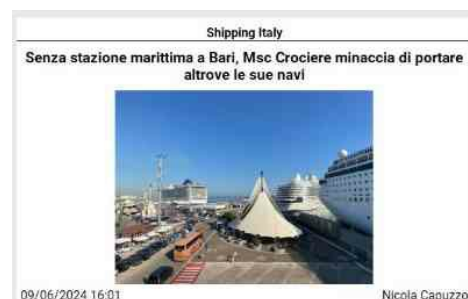 Shipping Italy
Senza stazione marittima a Bari, Msc Crociere minaccia di portare
altrove le sue navi
09/06/2024 16:01
Nicola Capuzzo